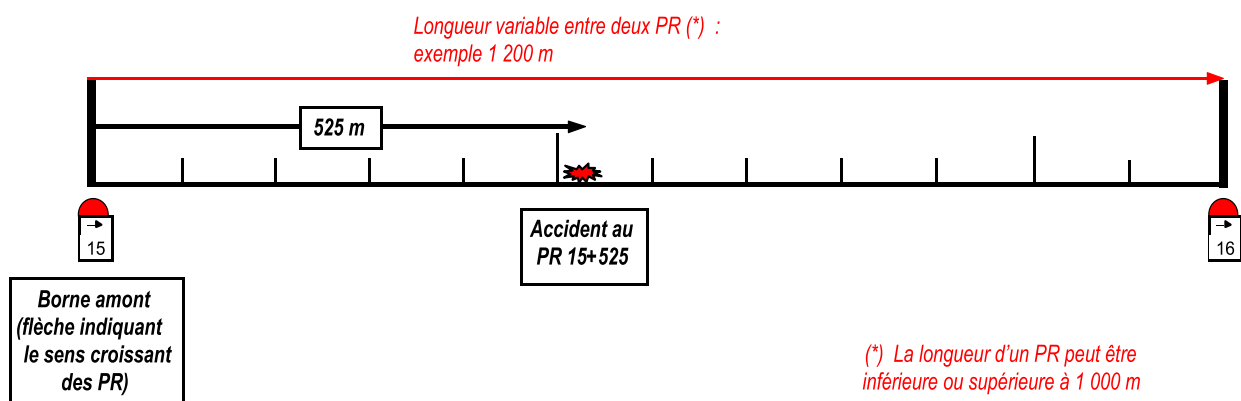 Longueur variable entre deux PR (*) :
exemple 1 200 m
525 m
15
Accident au
PR 15+525
16
Borne amont
(flèche indiquant
le sens croissant
des PR)
(*) La longueur d'un PR peut être
inférieure ou supérieure à 1 000 m